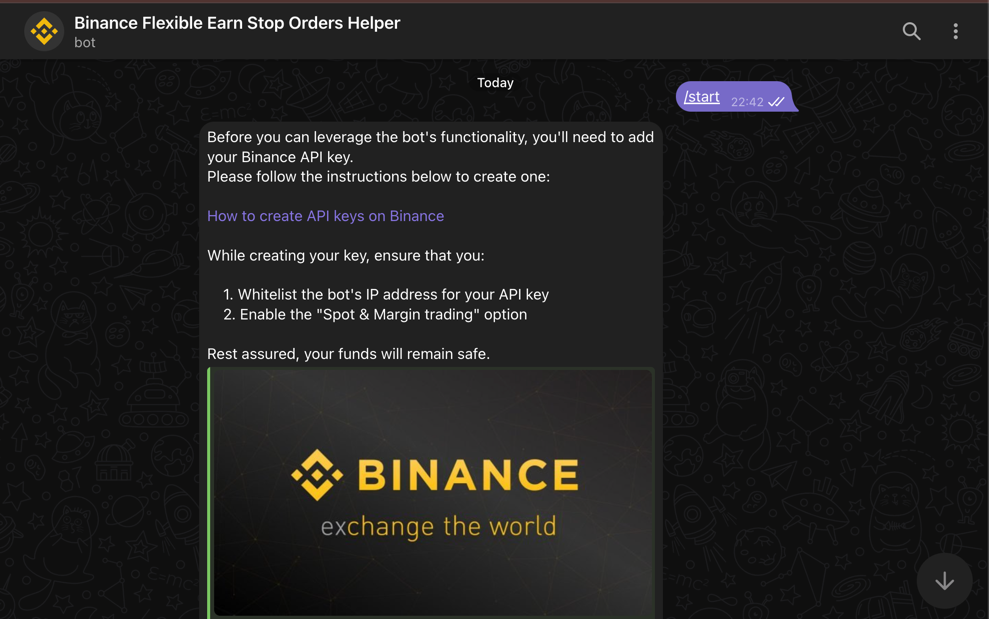 Binance Flexible Earn Stop Orders Helper
bot
Today
/start 22:42
Before you can leverage the bot's functionality, you'll need to add
your Binance API key.
Please follow the instructions below to create one:
How to create API keys on Binance
While creating your key, ensure that you:
1. Whitelist the bot's IP address for your API key
2. Enable the "Spot & Margin trading" option
Rest assured, your funds will remain safe.
BINANCE
exchange the world